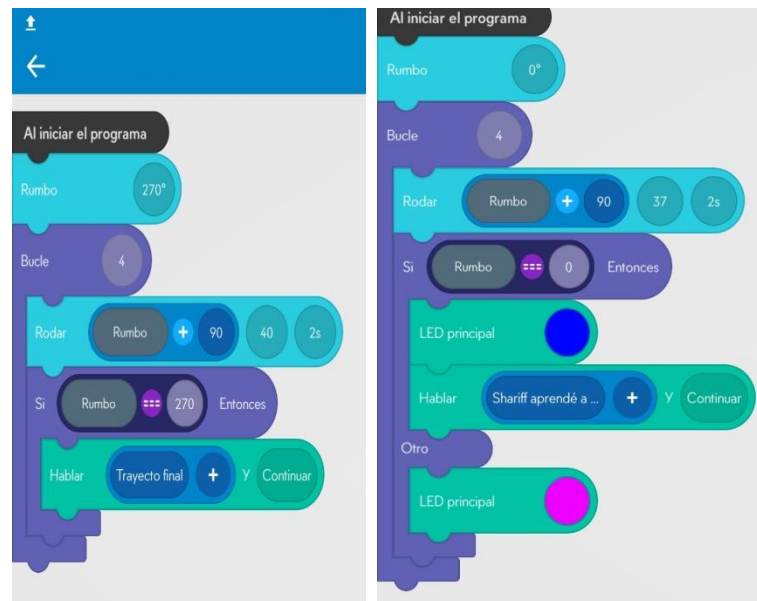 Al iniciar el programa
Rumbo 270°
Bucle 4
Rodar Rumbo + 90 40 2s
Si Rumbo === 270 Entonces
Hablar Trayecto final + Y Continuar
Al iniciar el programa
Rumbo 0°
Bucle 4
Rodar Rumbo + 90 37 2s
Si Rumbo === 0 Entonces
LED principal
Hablar Shariff aprendé a ... + Y Continuar
Otro
LED principal